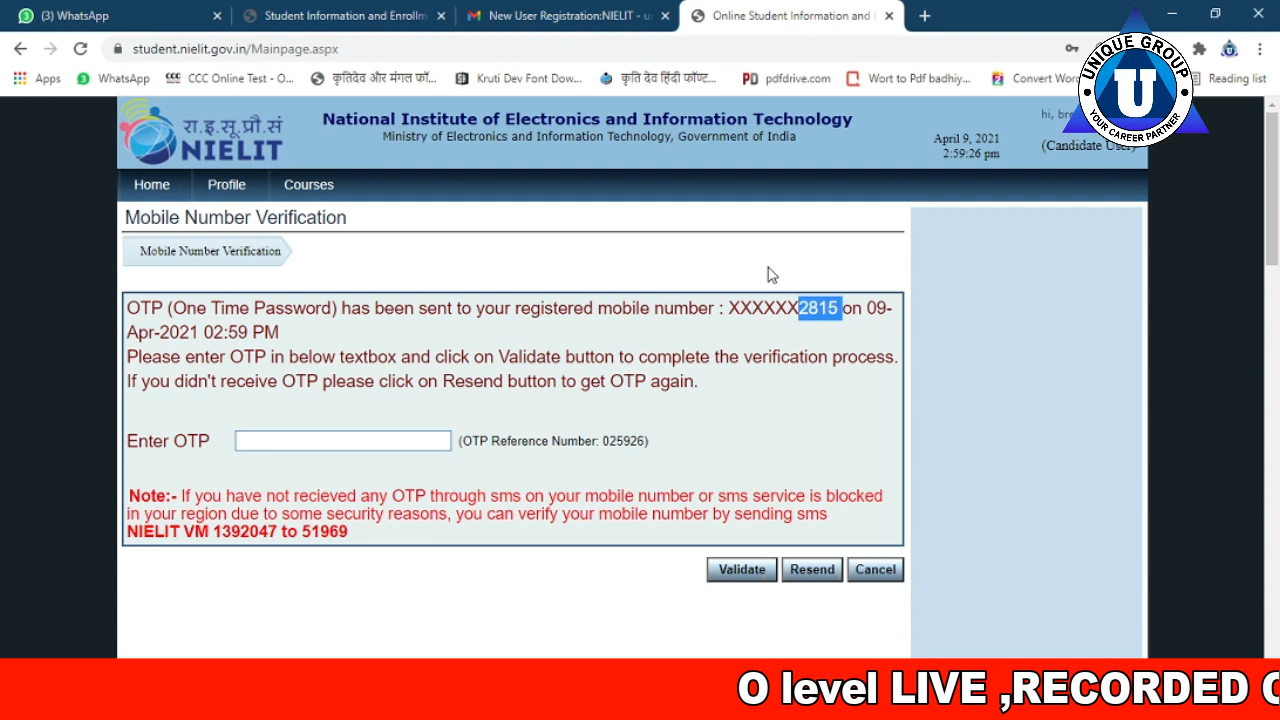 (3) WhatsApp
Student Information and Enrollm
New User Registration:NIELIT - u
Online Student Information and E
student.nielit.gov.in/Mainpage.aspx
Apps
WhatsApp
CCC Online Test - O...
कृतिदेव और मंगल फॉ...
Kruti Dev Font Dow...
कृति देव हिंदी फॉण्ट...
pdfdrive.com
Wort to Pdf badhiy...
Convert Wor
Reading list
UNIQUE GROUP
U
YOUR CAREER PARTNER
रा.इ.सू.प्रौ.सं
NIELIT
National Institute of Electronics and Information Technology
Ministry of Electronics and Information Technology, Government of India
April 9, 2021
2:59:26 pm
hi, bre
(Candidate User)
Home
Profile
Courses
Mobile Number Verification
Mobile Number Verification
OTP (One Time Password) has been sent to your registered mobile number : XXXXXX2815 on 09-
Apr-2021 02:59 PM
Please enter OTP in below textbox and click on Validate button to complete the verification process.
If you didn't receive OTP please click on Resend button to get OTP again.
Enter OTP
(OTP Reference Number: 025926)
Note:- If you have not recieved any OTP through sms on your mobile number or sms service is blocked
in your region due to some security reasons, you can verify your mobile number by sending sms
NIELIT VM 1392047 to 51969
Validate
Resend
Cancel
O level LIVE ,RECORDED